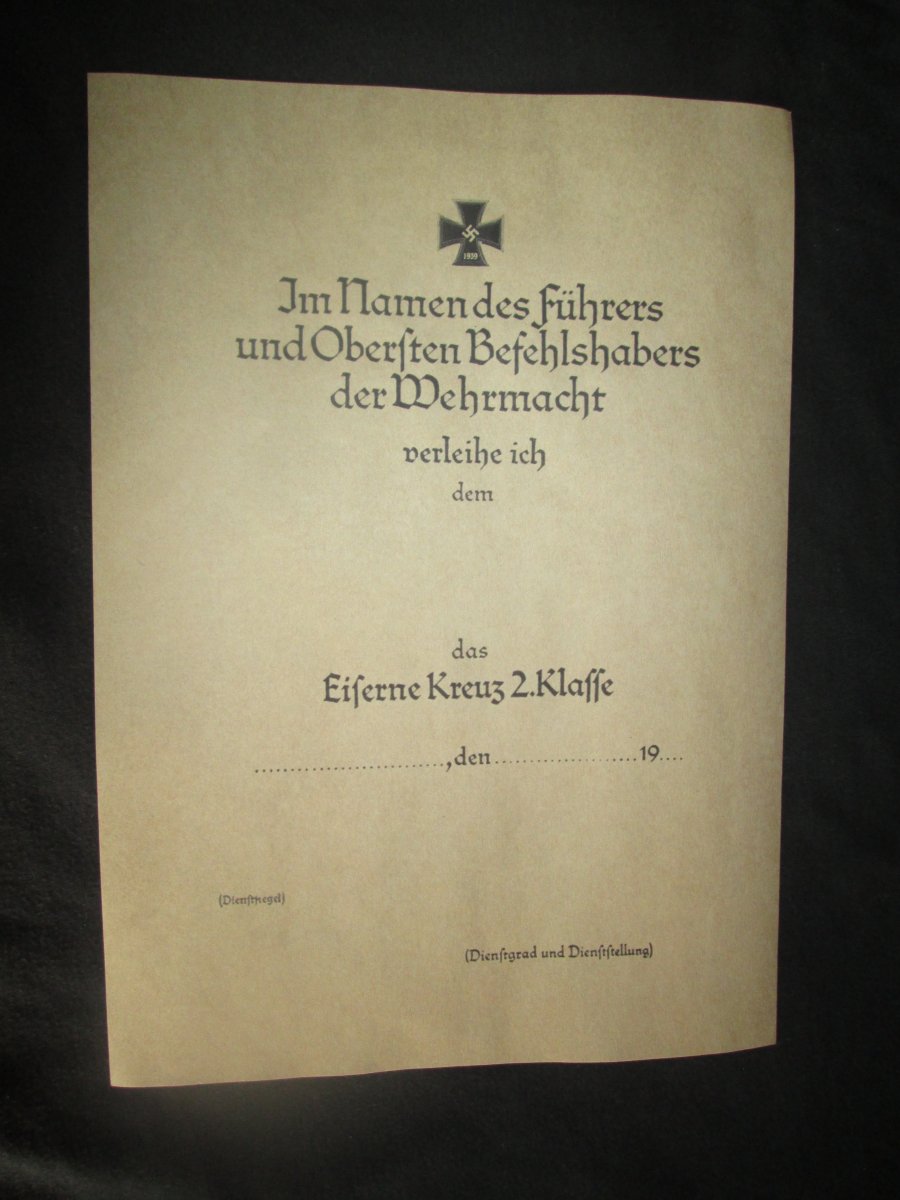 1939
Im Namen des Führers
und Oberſten Befehlshabers
der Wehrmacht
verleihe ich
dem
das
Eiſerne Kreuz 2. Klaſſe
........................., den ..................... 19....
(Dienſtſiegel)
(Dienſtgrad und Dienſtſtellung)